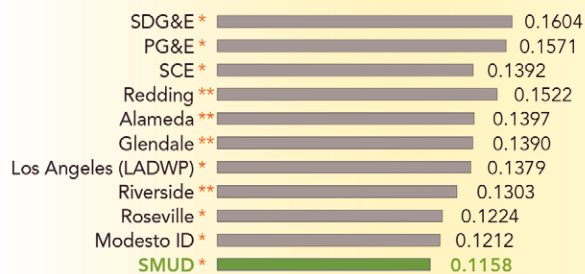 SDG&E * 0.1604
PG&E * 0.1571
SCE * 0.1392
Redding ** 0.1522
Alameda ** 0.1397
Glendale ** 0.1390
Los Angeles (LADWP) * 0.1379
Riverside ** 0.1303
Roseville * 0.1224
Modesto ID * 0.1212
SMUD * 0.1158